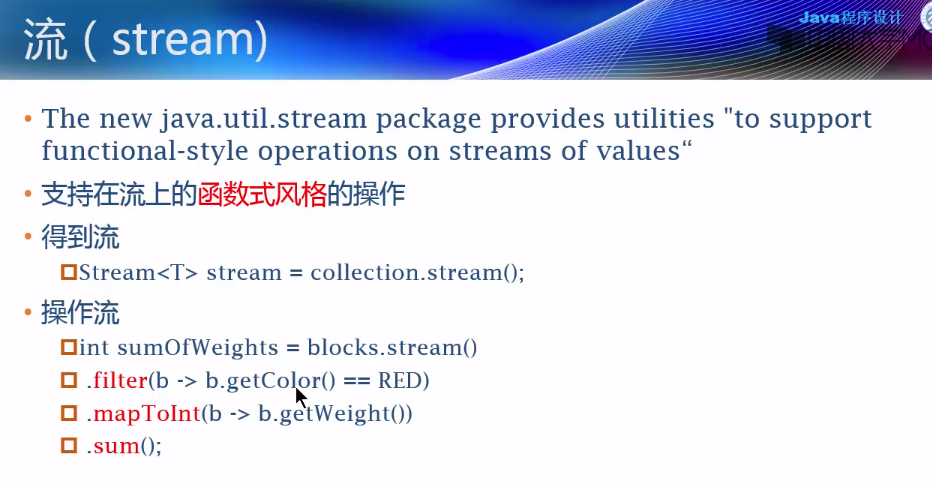 Java程序设计
流（stream)
• The new java.util.stream package provides utilities "to support
functional-style operations on streams of values“
• 支持在流上的函数式风格的操作
• 得到流
Stream<T> stream = collection.stream();
• 操作流
int sumOfWeights = blocks.stream()
.filter(b -> b.getColor() == RED)
.mapToInt(b -> b.getWeight())
.sum();